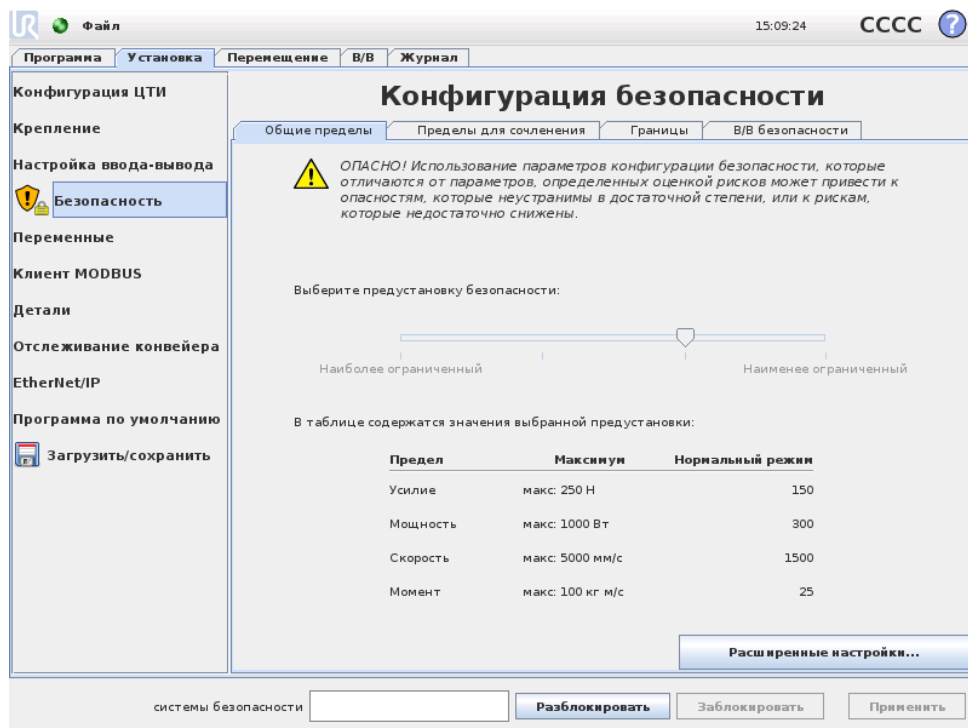 UR Файл 15:09:24 CCCC ?
Программа Установка Перемещение В/В Журнал
Конфигурация ЦТИ
Крепление
Настройка ввода-вывода
Безопасность
Переменные
Клиент MODBUS
Детали
Отслеживание конвейера
EtherNet/IP
Программа по умолчанию
Загрузить/сохранить
Конфигурация безопасности
Общие пределы Пределы для сочленения Границы В/В безопасности
ОПАСНО! Использование параметров конфигурации безопасности, которые
отличаются от параметров, определенных оценкой рисков может привести к
опасностям, которые неустранимы в достаточной степени, или к рискам,
которые недостаточно снижены.
Выберите предустановку безопасности:
Наиболее ограниченный Наименее ограниченный
В таблице содержатся значения выбранной предустановки:
Предел Максимум Нормальный режим
Усилие макс: 250 Н 150
Мощность макс: 1000 Вт 300
Скорость макс: 5000 мм/с 1500
Момент макс: 100 кг м/с 25
Расширенные настройки...
системы безопасности Разблокировать Заблокировать Применить